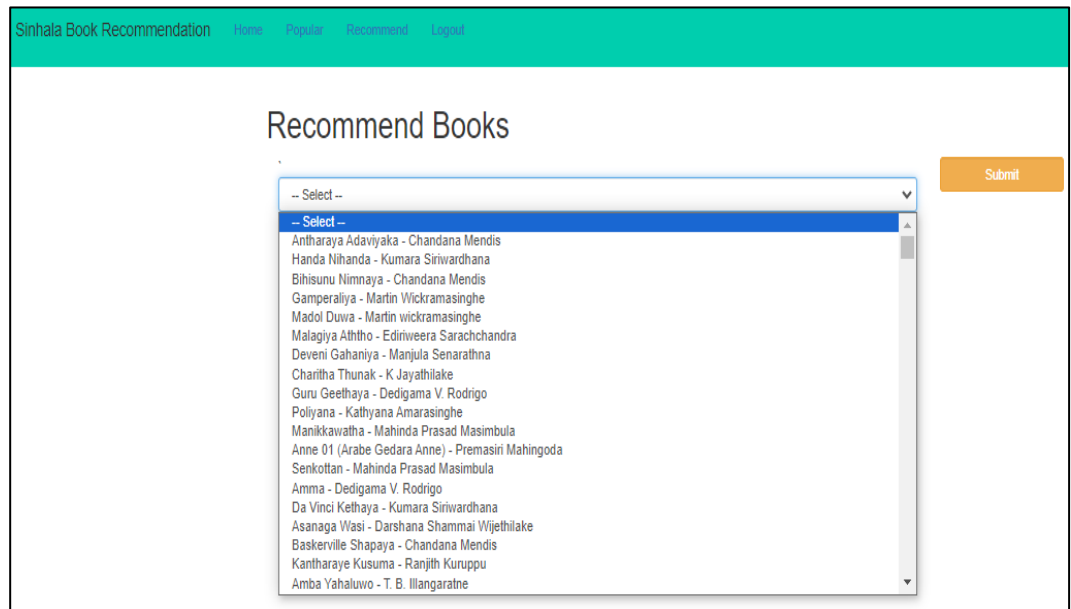 Sinhala Book Recommendation Home Popular Recommend Logout
Recommend Books
Submit
-- Select --
-- Select --
Antharaya Adaviyaka - Chandana Mendis
Handa Nihanda - Kumara Siriwardhana
Bihisunu Nimnaya - Chandana Mendis
Gamperaliya - Martin Wickramasinghe
Madol Duwa - Martin wickramasinghe
Malagiya Aththo - Ediriweera Sarachchandra
Deveni Gahaniya - Manjula Senarathna
Charitha Thunak - K Jayathilake
Guru Geethaya - Dedigama V. Rodrigo
Poliyana - Kathyana Amarasinghe
Manikkawatha - Mahinda Prasad Masimbula
Anne 01 (Arabe Gedara Anne) - Premasiri Mahingoda
Senkottan - Mahinda Prasad Masimbula
Amma - Dedigama V. Rodrigo
Da Vinci Kethaya - Kumara Siriwardhana
Asanaga Wasi - Darshana Shammai Wijethilake
Baskerville Shapaya - Chandana Mendis
Kantharaye Kusuma - Ranjith Kuruppu
Amba Yahaluwo - T. B. Illangaratne